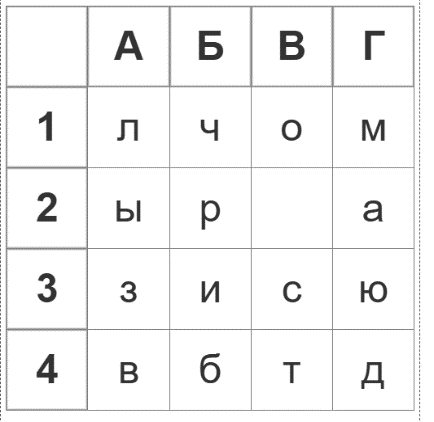 А Б В Г
1 л ч о м
2 ы р а
3 з и с ю
4 в б т д